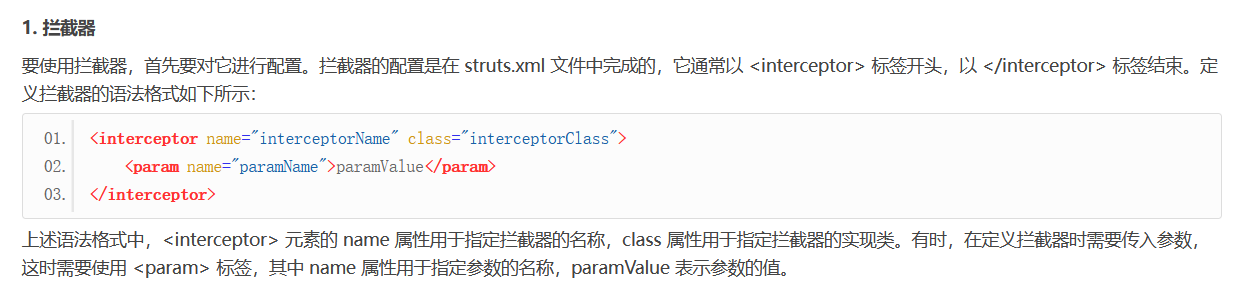 1. 拦截器
要使用拦截器，首先要对它进行配置。拦截器的配置是在 struts.xml 文件中完成的，它通常以 <interceptor> 标签开头，以 </interceptor> 标签结束。定
义拦截器的语法格式如下所示：
01. <interceptor name="interceptorName" class="interceptorClass">
02.     <param name="paramName">paramValue</param>
03. </interceptor>
上述语法格式中，<interceptor> 元素的 name 属性用于指定拦截器的名称，class 属性用于指定拦截器的实现类。有时，在定义拦截器时需要传入参数，
这时需要使用 <param> 标签，其中 name 属性用于指定参数的名称，paramValue 表示参数的值。